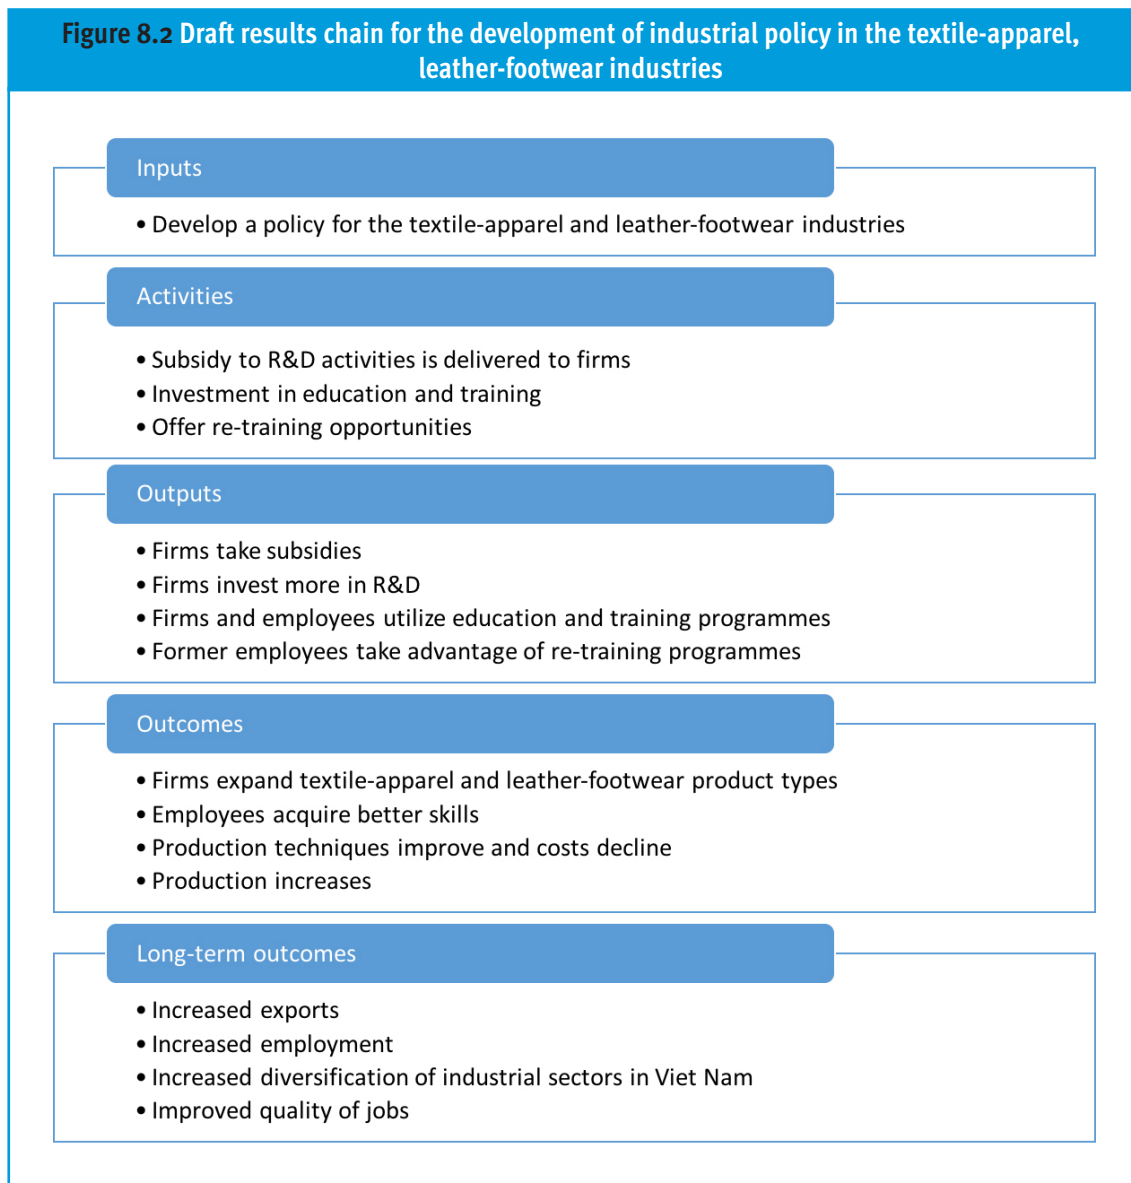 Figure 8.2 Draft results chain for the development of industrial policy in the textile-apparel,
leather-footwear industries
Inputs
• Develop a policy for the textile-apparel and leather-footwear industries
Activities
• Subsidy to R&D activities is delivered to firms
• Investment in education and training
• Offer re-training opportunities
Outputs
• Firms take subsidies
• Firms invest more in R&D
• Firms and employees utilize education and training programmes
• Former employees take advantage of re-training programmes
Outcomes
• Firms expand textile-apparel and leather-footwear product types
• Employees acquire better skills
• Production techniques improve and costs decline
• Production increases
Long-term outcomes
• Increased exports
• Increased employment
• Increased diversification of industrial sectors in Viet Nam
• Improved quality of jobs